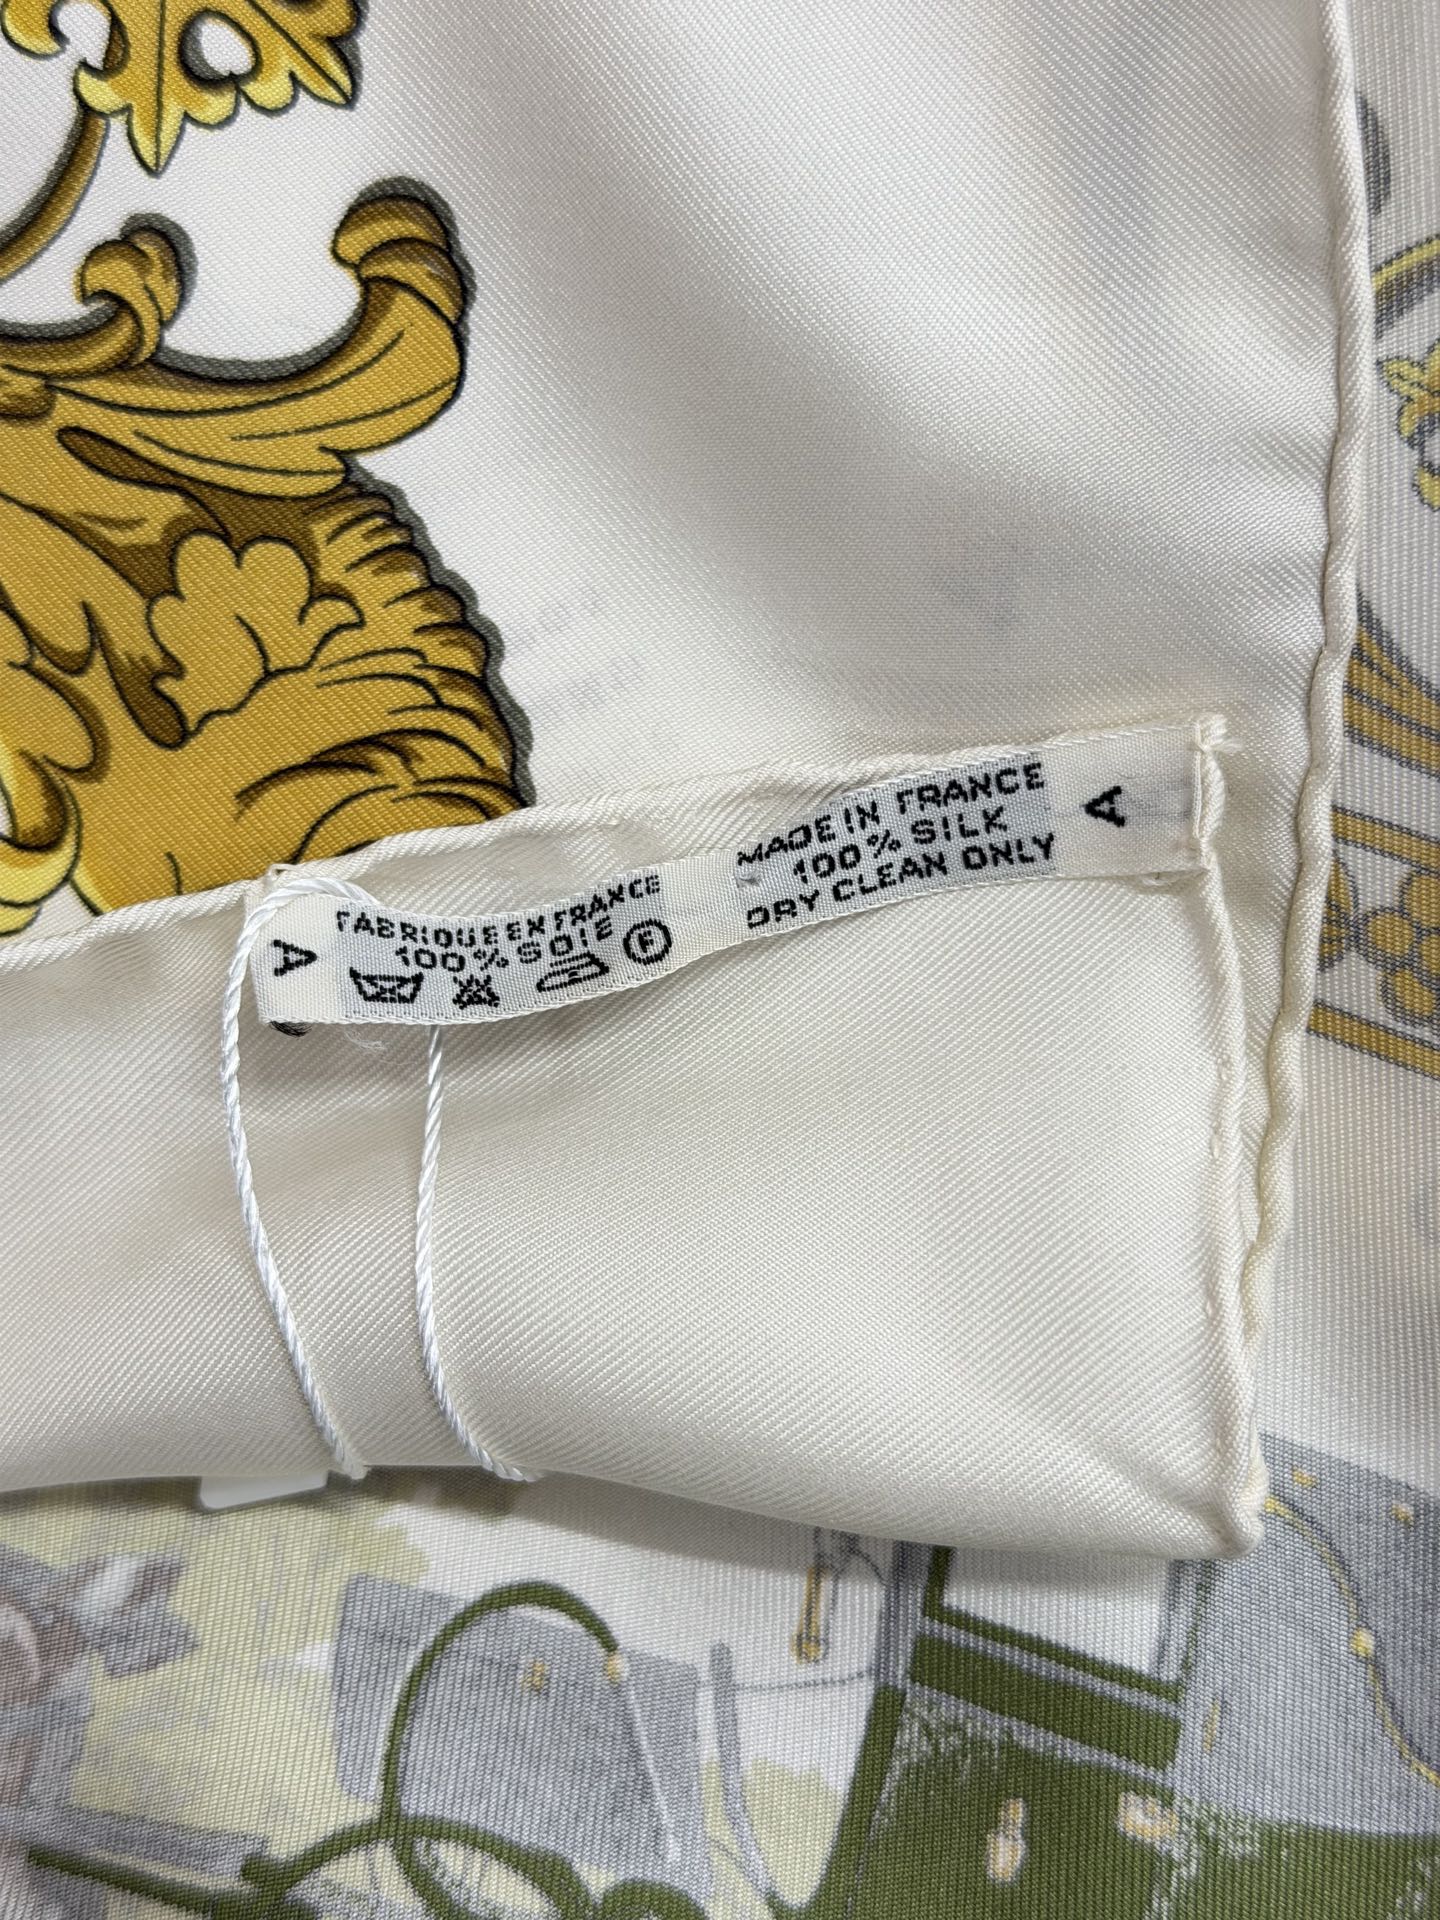 A
FABRIQUE EN FRANCE
100% SOIE
F
MADE IN FRANCE
100% SILK
DRY CLEAN ONLY
A